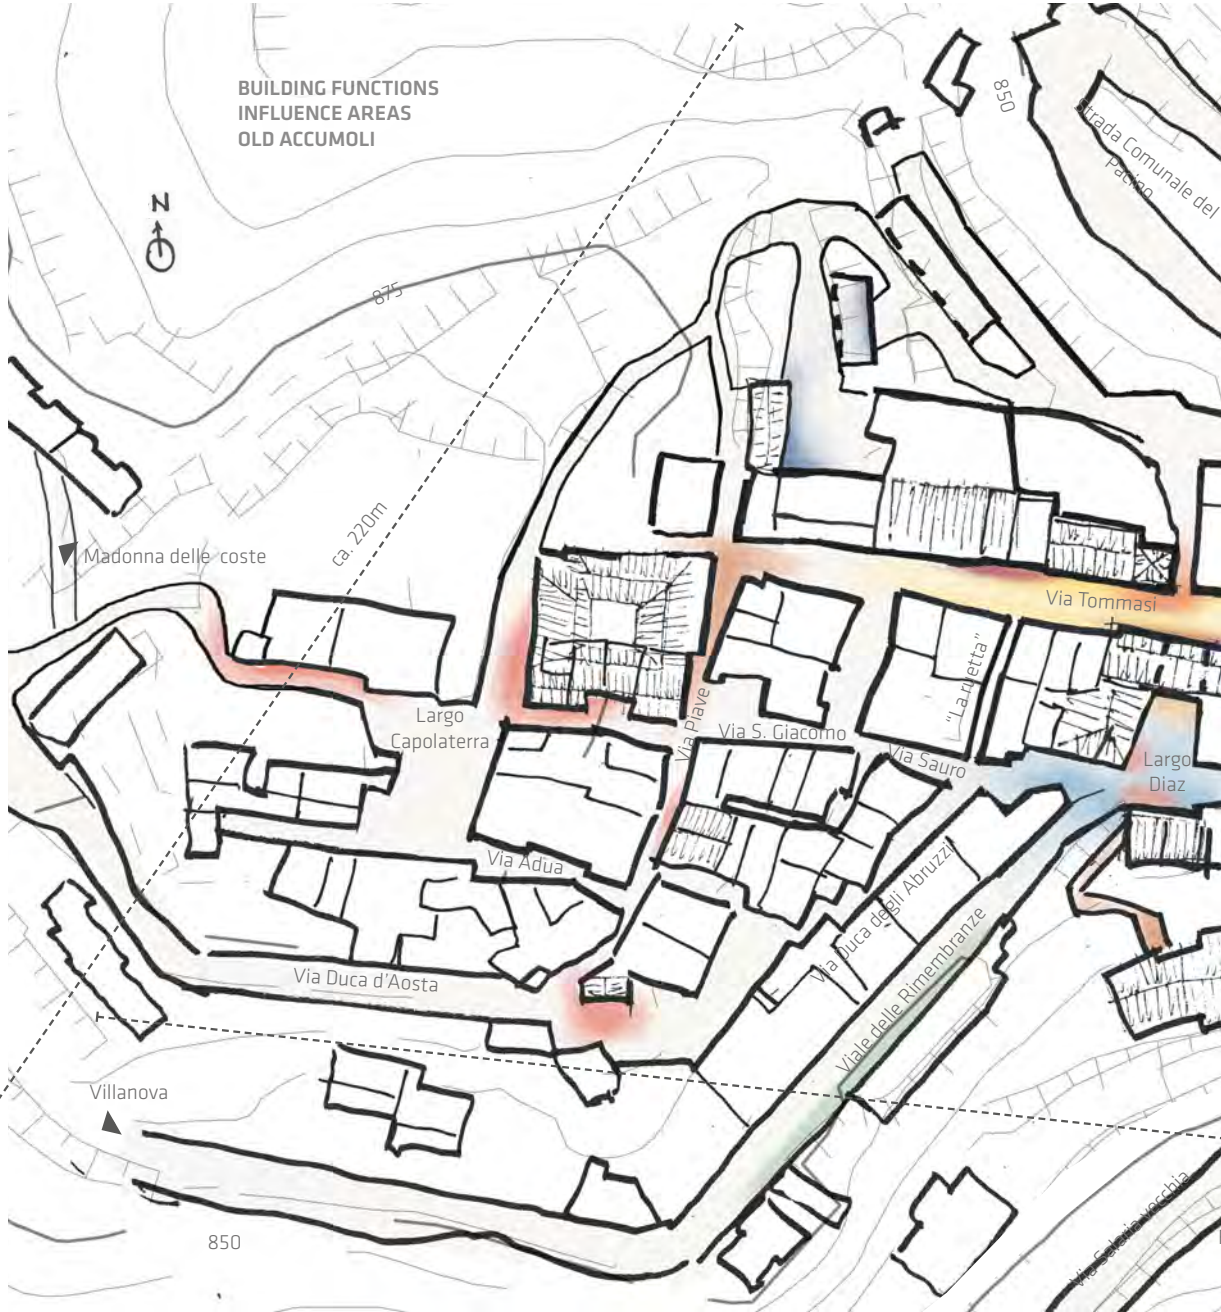 BUILDING FUNCTIONS
INFLUENCE AREAS
OLD ACCUMOLI
N
850
Strada Comunale del
Pacino
875
ca. 220m
Madonna delle coste
Via Tommasi
"La ruetta"
Largo
Capolaterra
Via Piave
Via S. Giacomo
Via Sauro
Largo
Diaz
Via Adua
Via Duca degli Abruzzi
Viale delle Rimembranze
Via Duca d'Aosta
Villanova
Via Salaria vecchia
850